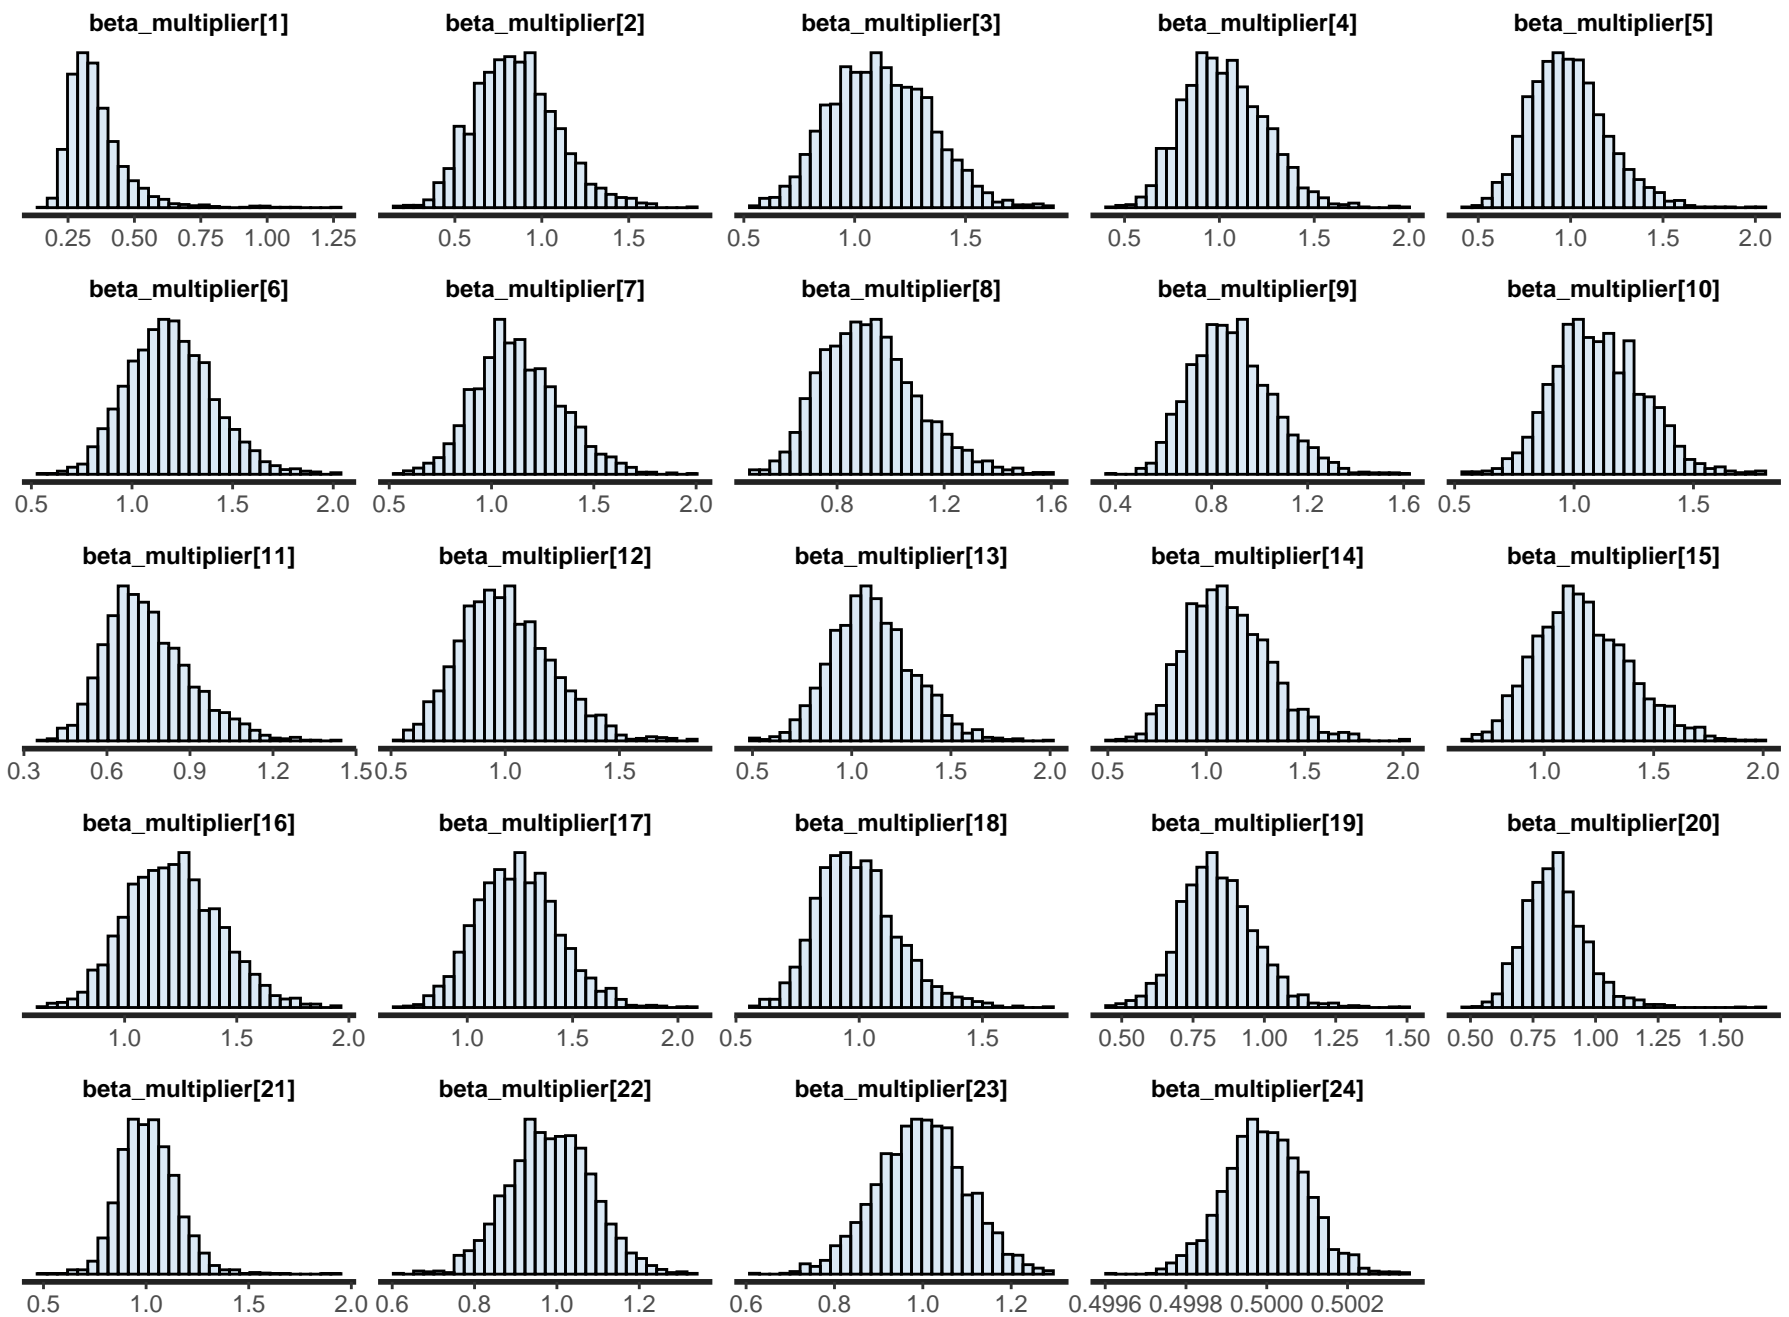 beta_multiplier[1] beta_multiplier[2] beta_multiplier[3] beta_multiplier[4] beta_multiplier[5]
0.25 0.50 0.75 1.00 1.25 0.5 1.0 1.5 0.5 1.0 1.5 0.5 1.0 1.5 2.0 0.5 1.0 1.5 2.0
beta_multiplier[6] beta_multiplier[7] beta_multiplier[8] beta_multiplier[9] beta_multiplier[10]
0.5 1.0 1.5 2.0 0.5 1.0 1.5 2.0 0.8 1.2 1.6 0.4 0.8 1.2 1.6 0.5 1.0 1.5
beta_multiplier[11] beta_multiplier[12] beta_multiplier[13] beta_multiplier[14] beta_multiplier[15]
0.3 0.6 0.9 1.2 1.5 0.5 1.0 1.5 0.5 1.0 1.5 2.0 0.5 1.0 1.5 2.0 1.0 1.5 2.0
beta_multiplier[16] beta_multiplier[17] beta_multiplier[18] beta_multiplier[19] beta_multiplier[20]
1.0 1.5 2.0 1.0 1.5 2.0 0.5 1.0 1.5 0.50 0.75 1.00 1.25 1.50 0.50 0.75 1.00 1.25 1.50
beta_multiplier[21] beta_multiplier[22] beta_multiplier[23] beta_multiplier[24]
0.5 1.0 1.5 2.0 0.6 0.8 1.0 1.2 0.6 0.8 1.0 1.2 0.4996 0.4998 0.5000 0.5002